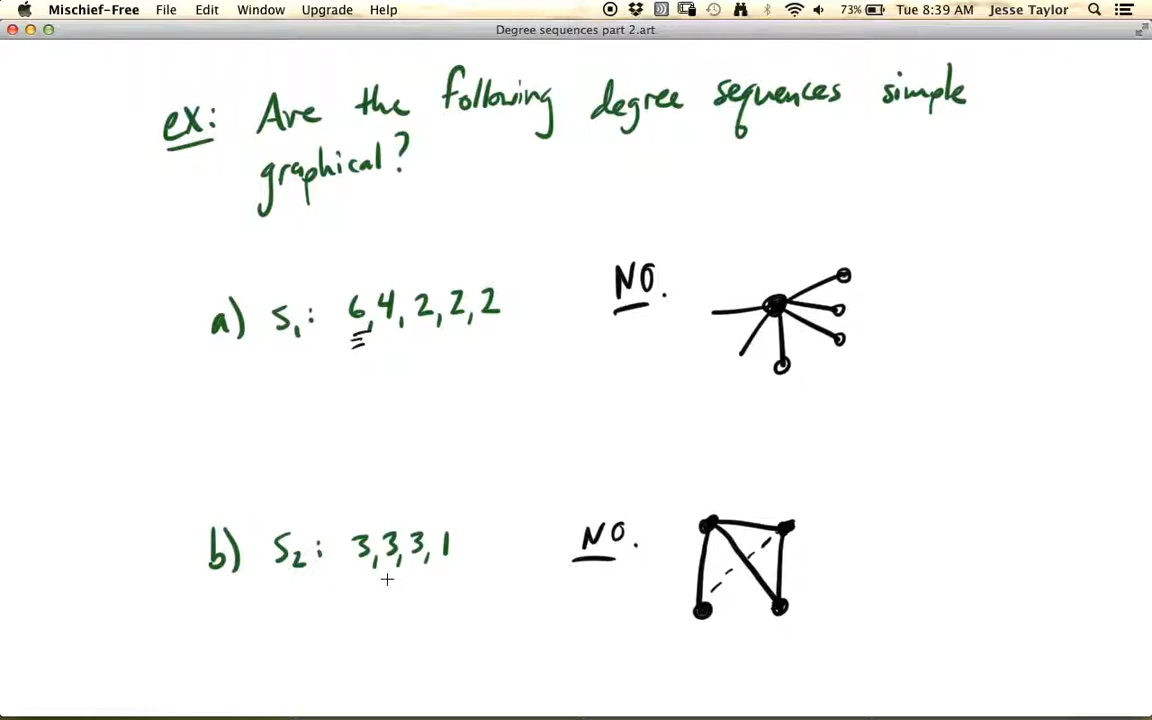 Mischief-Free File Edit Window Upgrade Help 73% Tue 8:39 AM Jesse Taylor
Degree sequences part 2.art
ex: Are the following degree sequences simple
graphical?
a) S₁: 6, 4, 2, 2, 2 NO.
b) S₂: 3, 3, 3, 1 NO.